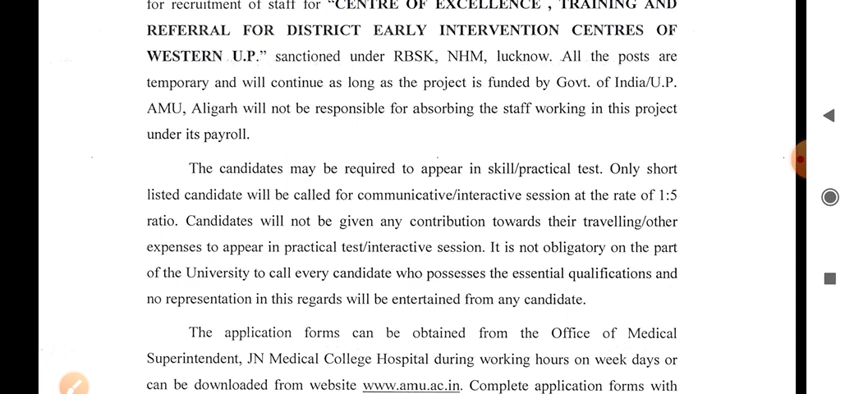 for recruitment of staff for "CENTRE OF EXCELLENCE , TRAINING AND
REFERRAL FOR DISTRICT EARLY INTERVENTION CENTRES OF
WESTERN U.P." sanctioned under RBSK, NHM, lucknow. All the posts are
temporary and will continue as long as the project is funded by Govt. of India/U.P.
AMU, Aligarh will not be responsible for absorbing the staff working in this project
under its payroll.
The candidates may be required to appear in skill/practical test. Only short
listed candidate will be called for communicative/interactive session at the rate of 1:5
ratio. Candidates will not be given any contribution towards their travelling/other
expenses to appear in practical test/interactive session. It is not obligatory on the part
of the University to call every candidate who possesses the essential qualifications and
no representation in this regards will be entertained from any candidate.
The application forms can be obtained from the Office of Medical
Superintendent, JN Medical College Hospital during working hours on week days or
can be downloaded from website www.amu.ac.in. Complete application forms with